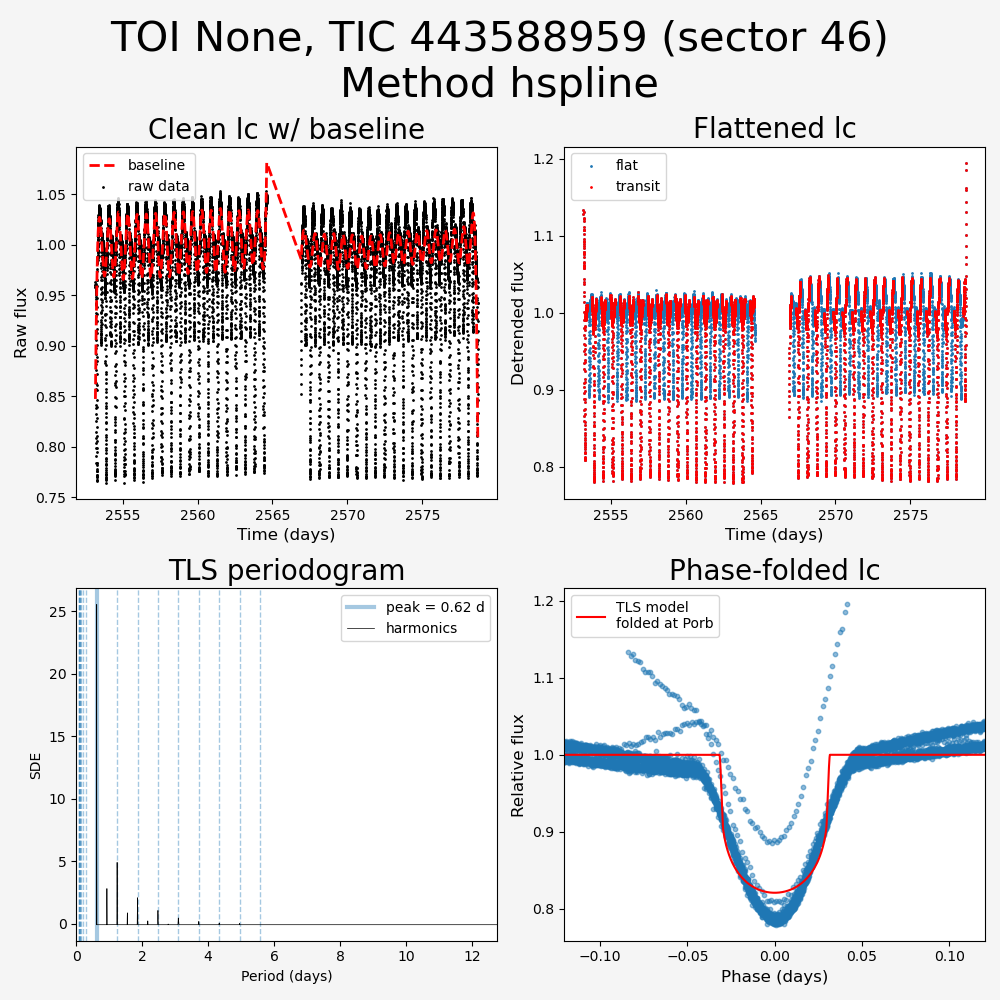 TOI None, TIC 443588959 (sector 46)
Method hspline
Clean lc w/ baseline
Flattened lc
baseline
raw data
flat
transit
1.05
1.00
0.95
0.90
0.85
0.80
0.75
Raw flux
2555
2560
2565
2570
2575
Time (days)
1.2
1.1
1.0
0.9
0.8
Detrended flux
2555
2560
2565
2570
2575
Time (days)
TLS periodogram
Phase-folded lc
peak = 0.62 d
harmonics
25
20
15
10
5
0
SDE
0
2
4
6
8
10
12
Period (days)
TLS model
folded at Porb
1.2
1.1
1.0
0.9
0.8
Relative flux
−0.10
−0.05
0.00
0.05
0.10
Phase (days)